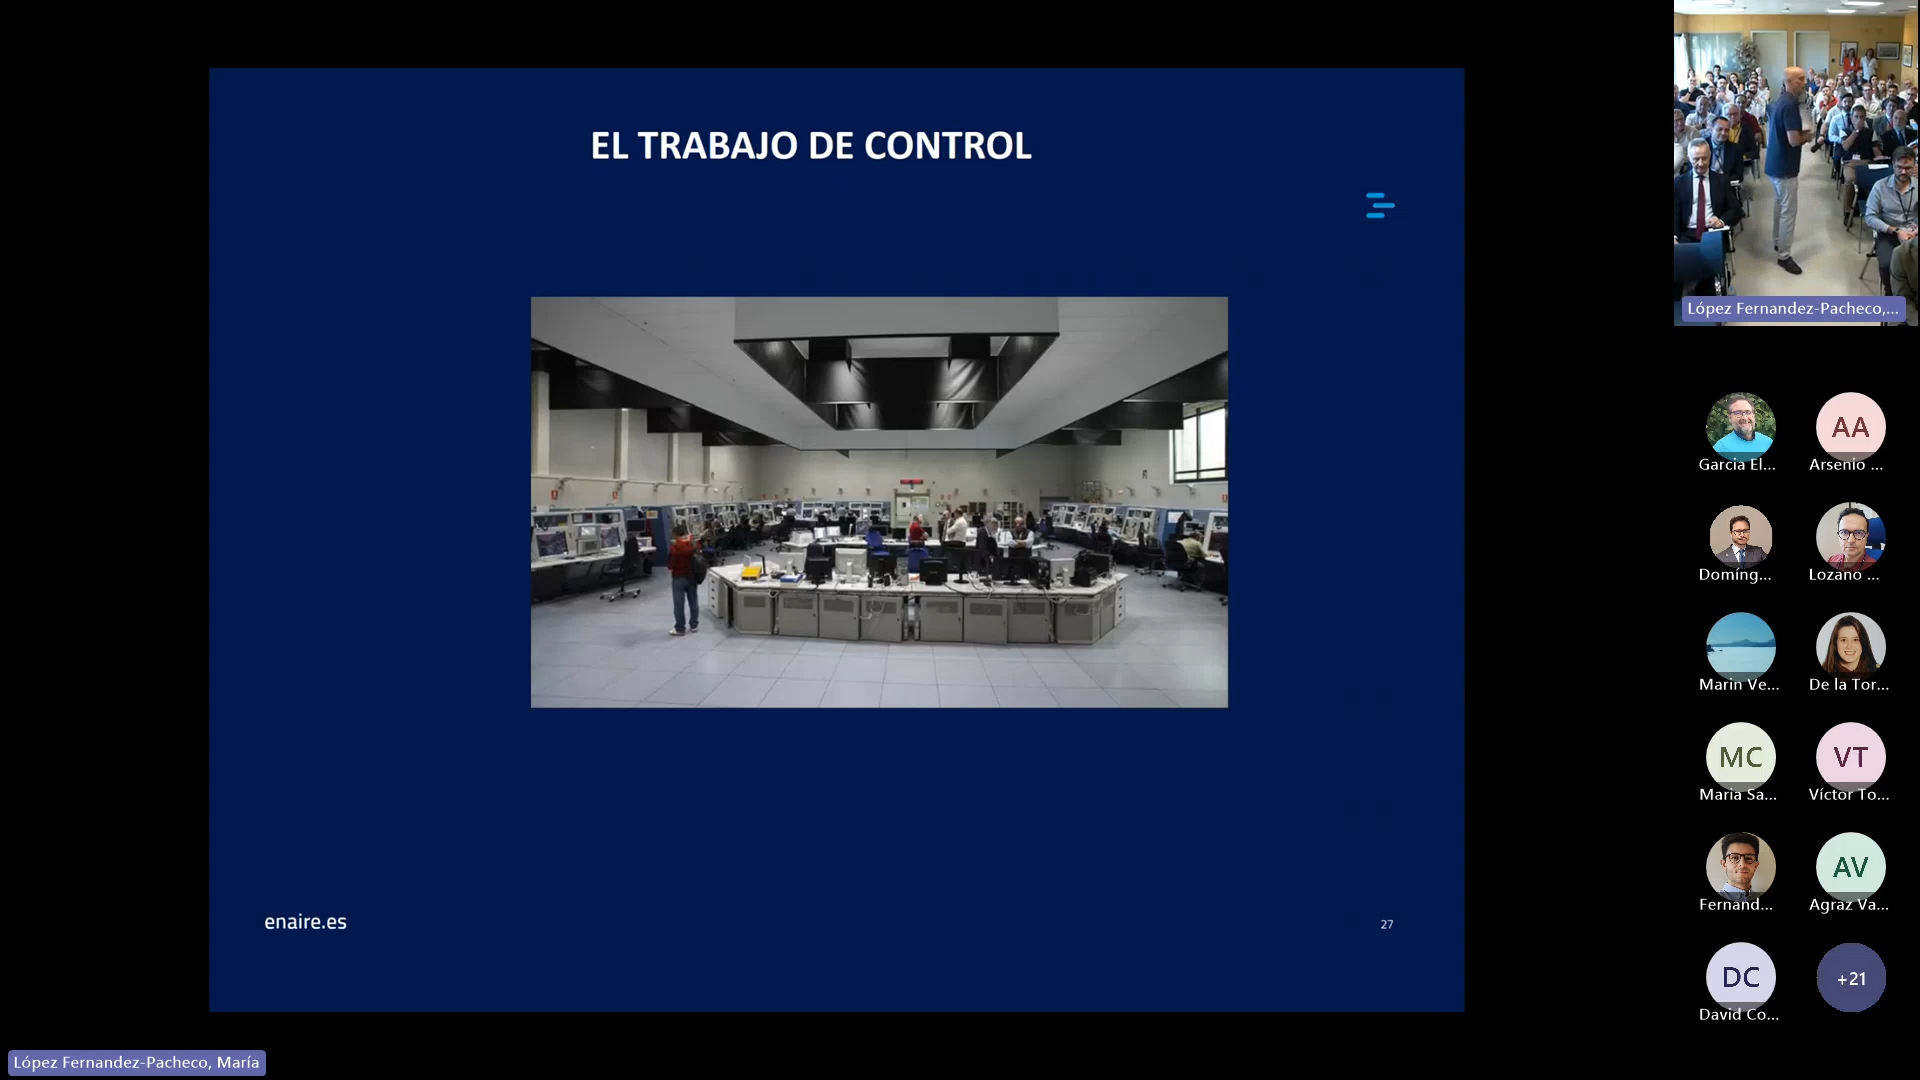 EL TRABAJO DE CONTROL
enaire.es
27
López Fernandez-Pacheco,...
Garcia El...
Arsenio ...
Domíng...
Lozano ...
Marin Ve...
De la Tor...
MC
VT
Maria Sa...
Víctor To...
AA
Fernand...
AV
Agraz Va...
DC
+21
David Co...
López Fernandez-Pacheco, María